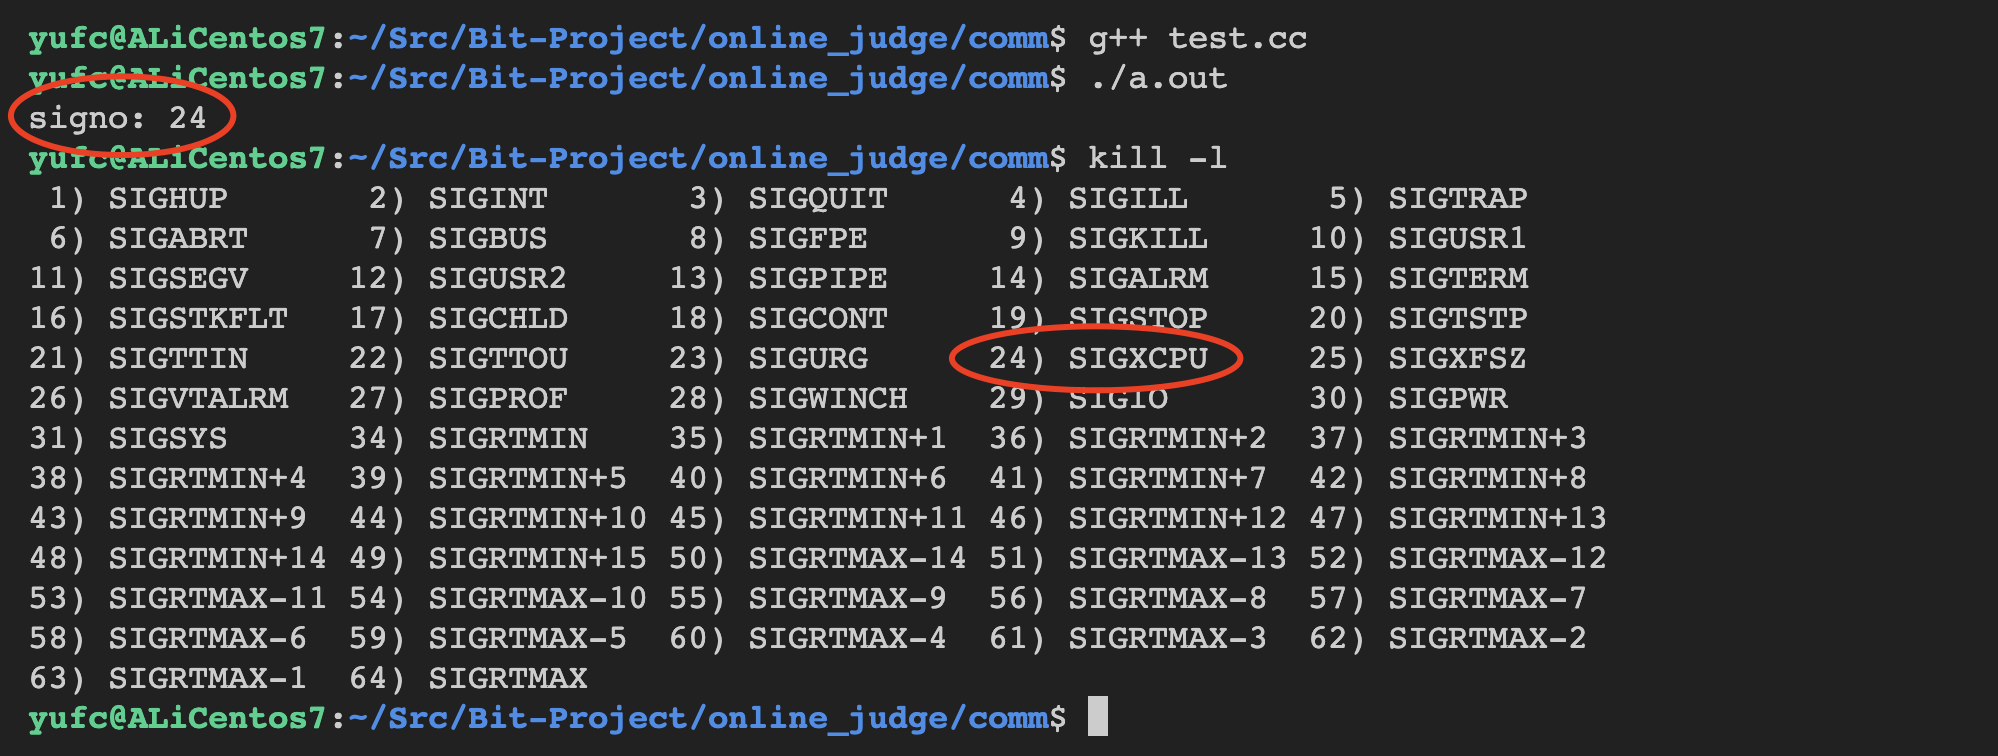 yufc@ALiCentos7:~/Src/Bit-Project/online_judge/comm$ g++ test.cc
yufc@ALiCentos7:~/Src/Bit-Project/online_judge/comm$ ./a.out
signo: 24
yufc@ALiCentos7:~/Src/Bit-Project/online_judge/comm$ kill -l
 1) SIGHUP       2) SIGINT       3) SIGQUIT      4) SIGILL       5) SIGTRAP
 6) SIGABRT      7) SIGBUS       8) SIGFPE       9) SIGKILL     10) SIGUSR1
11) SIGSEGV     12) SIGUSR2     13) SIGPIPE     14) SIGALRM     15) SIGTERM
16) SIGSTKFLT   17) SIGCHLD     18) SIGCONT     19) SIGSTOP     20) SIGTSTP
21) SIGTTIN     22) SIGTTOU     23) SIGURG      24) SIGXCPU     25) SIGXFSZ
26) SIGVTALRM   27) SIGPROF     28) SIGWINCH    29) SIGIO       30) SIGPWR
31) SIGSYS      34) SIGRTMIN    35) SIGRTMIN+1  36) SIGRTMIN+2  37) SIGRTMIN+3
38) SIGRTMIN+4  39) SIGRTMIN+5  40) SIGRTMIN+6  41) SIGRTMIN+7  42) SIGRTMIN+8
43) SIGRTMIN+9  44) SIGRTMIN+10 45) SIGRTMIN+11 46) SIGRTMIN+12 47) SIGRTMIN+13
48) SIGRTMIN+14 49) SIGRTMIN+15 50) SIGRTMAX-14 51) SIGRTMAX-13 52) SIGRTMAX-12
53) SIGRTMAX-11 54) SIGRTMAX-10 55) SIGRTMAX-9  56) SIGRTMAX-8  57) SIGRTMAX-7
58) SIGRTMAX-6  59) SIGRTMAX-5  60) SIGRTMAX-4  61) SIGRTMAX-3  62) SIGRTMAX-2
63) SIGRTMAX-1  64) SIGRTMAX
yufc@ALiCentos7:~/Src/Bit-Project/online_judge/comm$